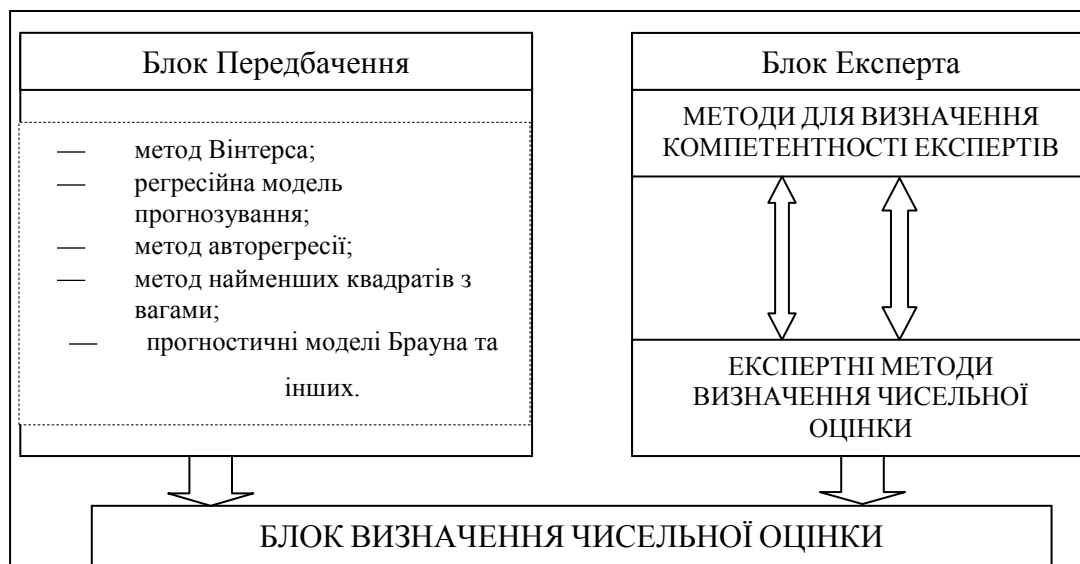 Блок Передбачення
— метод Вінтерса;
— регресійна модель
прогнозування;
— метод авторегресії;
— метод найменших квадратів з
вагами;
— прогностичні моделі Брауна та
інших.
Блок Експерта
МЕТОДИ ДЛЯ ВИЗНАЧЕННЯ
КОМПЕТЕНТНОСТІ ЕКСПЕРТІВ
ЕКСПЕРТНІ МЕТОДИ
ВИЗНАЧЕННЯ ЧИСЕЛЬНОЇ
ОЦІНКИ
БЛОК ВИЗНАЧЕННЯ ЧИСЕЛЬНОЇ ОЦІНКИ